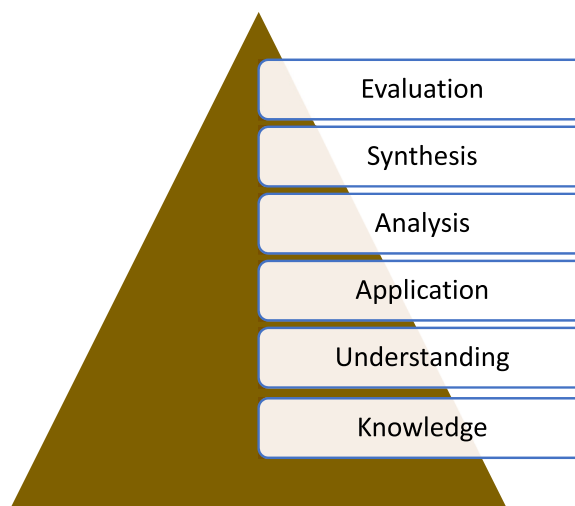 Evaluation
Synthesis
Analysis
Application
Understanding
Knowledge